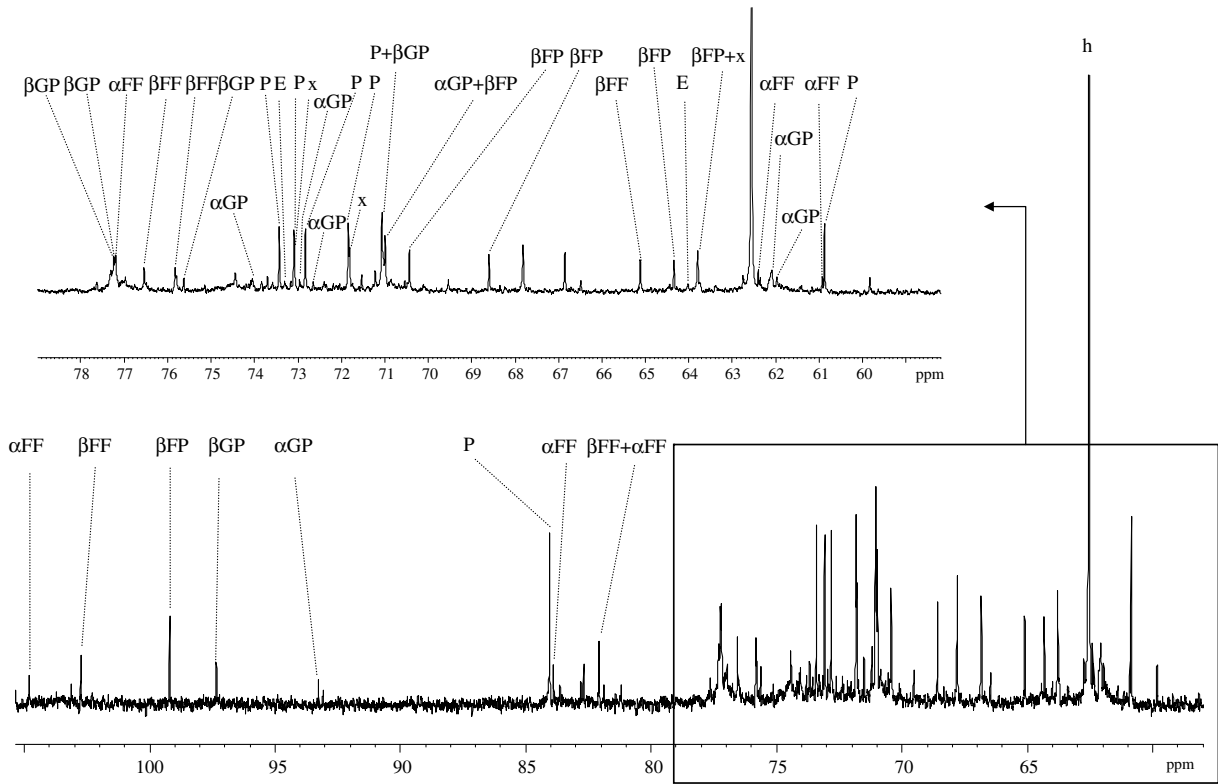 h
P+βGP
βFP βFP
βGP βGP αFF βFF βFF βGP P E P x αGP P P αGP+βFP βFF βFP E βFP+x αFF αFF P
αGP
αGP αGP x αGP
78 77 76 75 74 73 72 71 70 69 68 67 66 65 64 63 62 61 60 ppm
αFF βFF βFP βGP αGP P αFF βFF+αFF
100 95 90 85 80 75 70 65 ppm